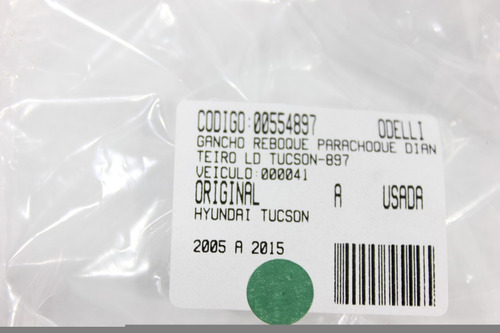 CODIGO:00554897 ODELLI
GANCHO REBOQUE PARACHOQUE DIAN
TEIRO LD TUCSON-897
VEICULO:000041
ORIGINAL A USADA
HYUNDAI TUCSON
2005 A 2015